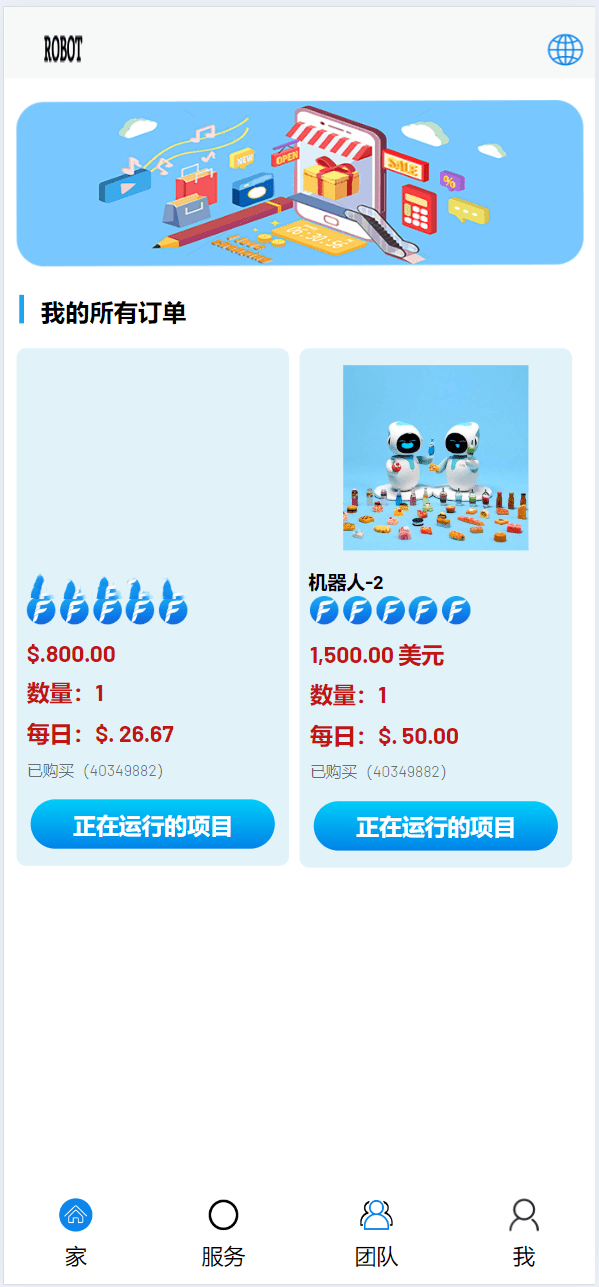 ROBOT
NEW
OPEN
SALE
%
我的所有订单
$.800.00
数量：1
每日：$. 26.67
已购买（40349882）
正在运行的项目
机器人-2
1,500.00 美元
数量：1
每日：$. 50.00
已购买（40349882）
正在运行的项目
家
服务
团队
我